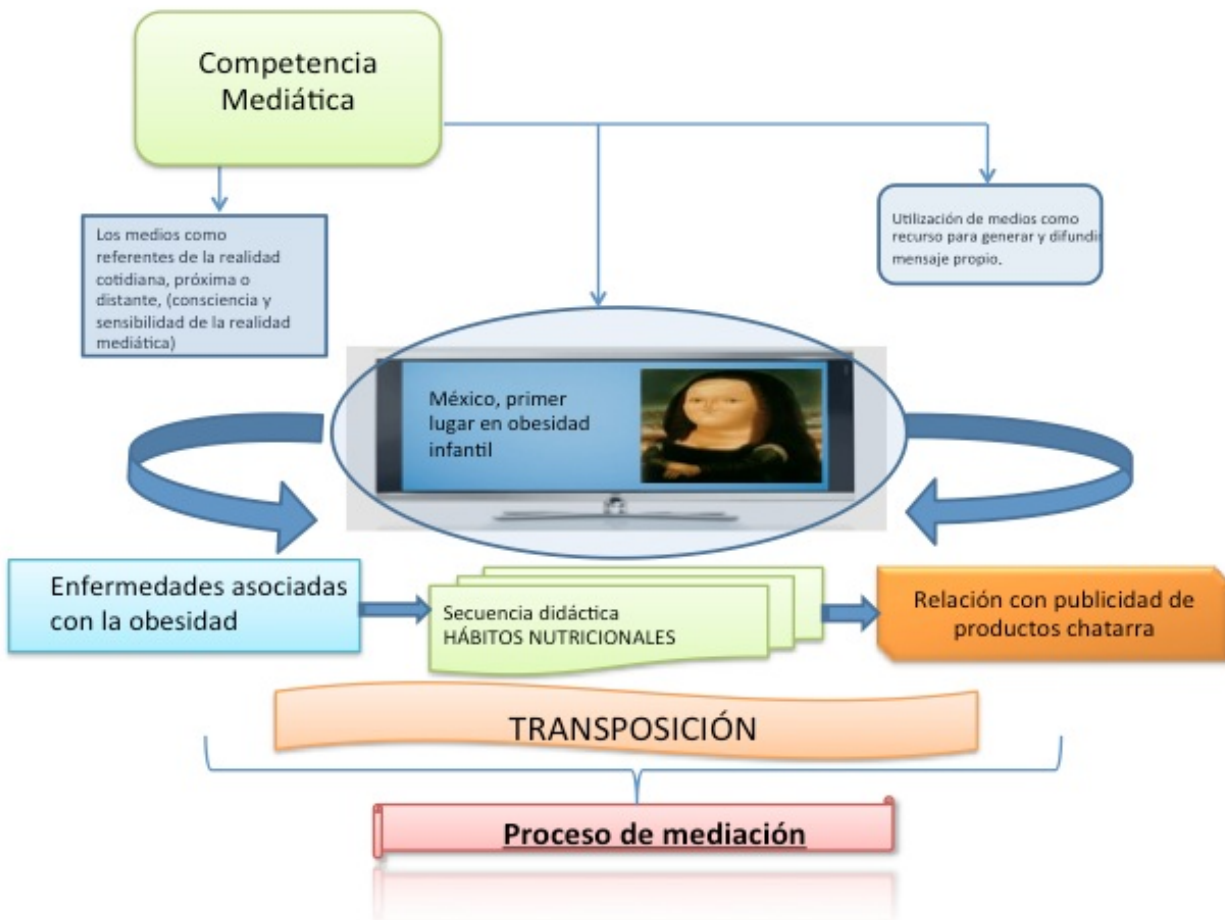 Competencia
Mediática
Los medios como
referentes de la realidad
cotidiana, próxima o
distante, (consciencia y
sensibilidad de la realidad
mediática)
Utilización de medios como
recurso para generar y difundi
mensaje propio.
México, primer
lugar en obesidad
infantil
Enfermedades asociadas
con la obesidad
Secuencia didáctica
HÁBITOS NUTRICIONALES
Relación con publicidad de
productos chatarra
TRANSPOSICIÓN
Proceso de mediación